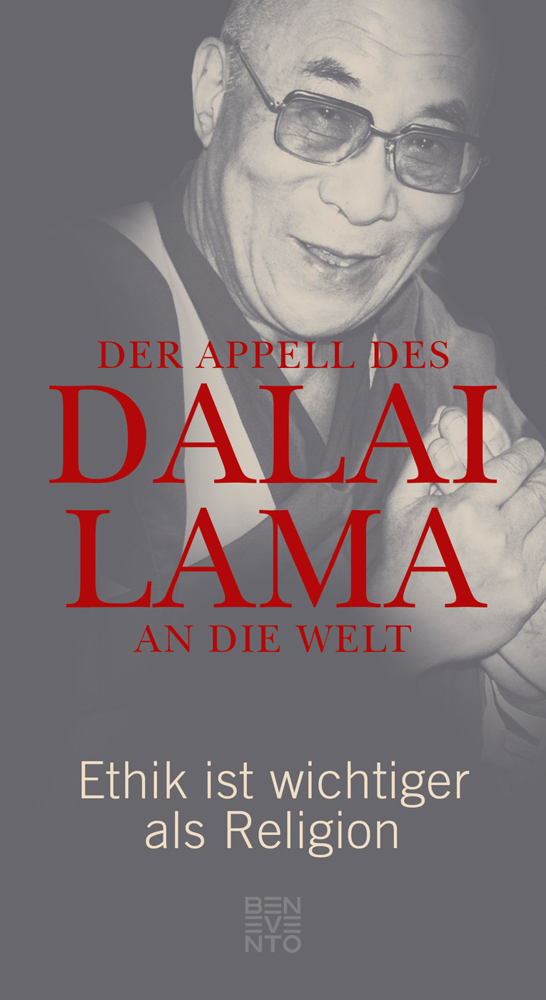 DER APPELL DES
DALAI
LAMA
AN DIE WELT
Ethik ist wichtiger
als Religion
BEN
EVE
NTO